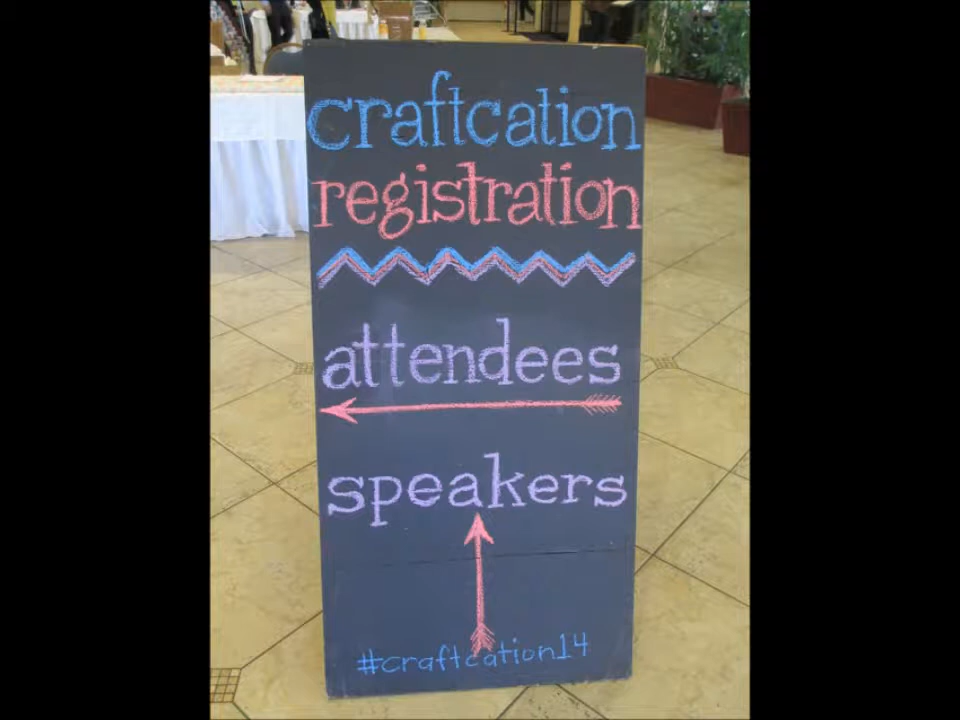 craftcation
registration
attendees
speakers
#craftcation14